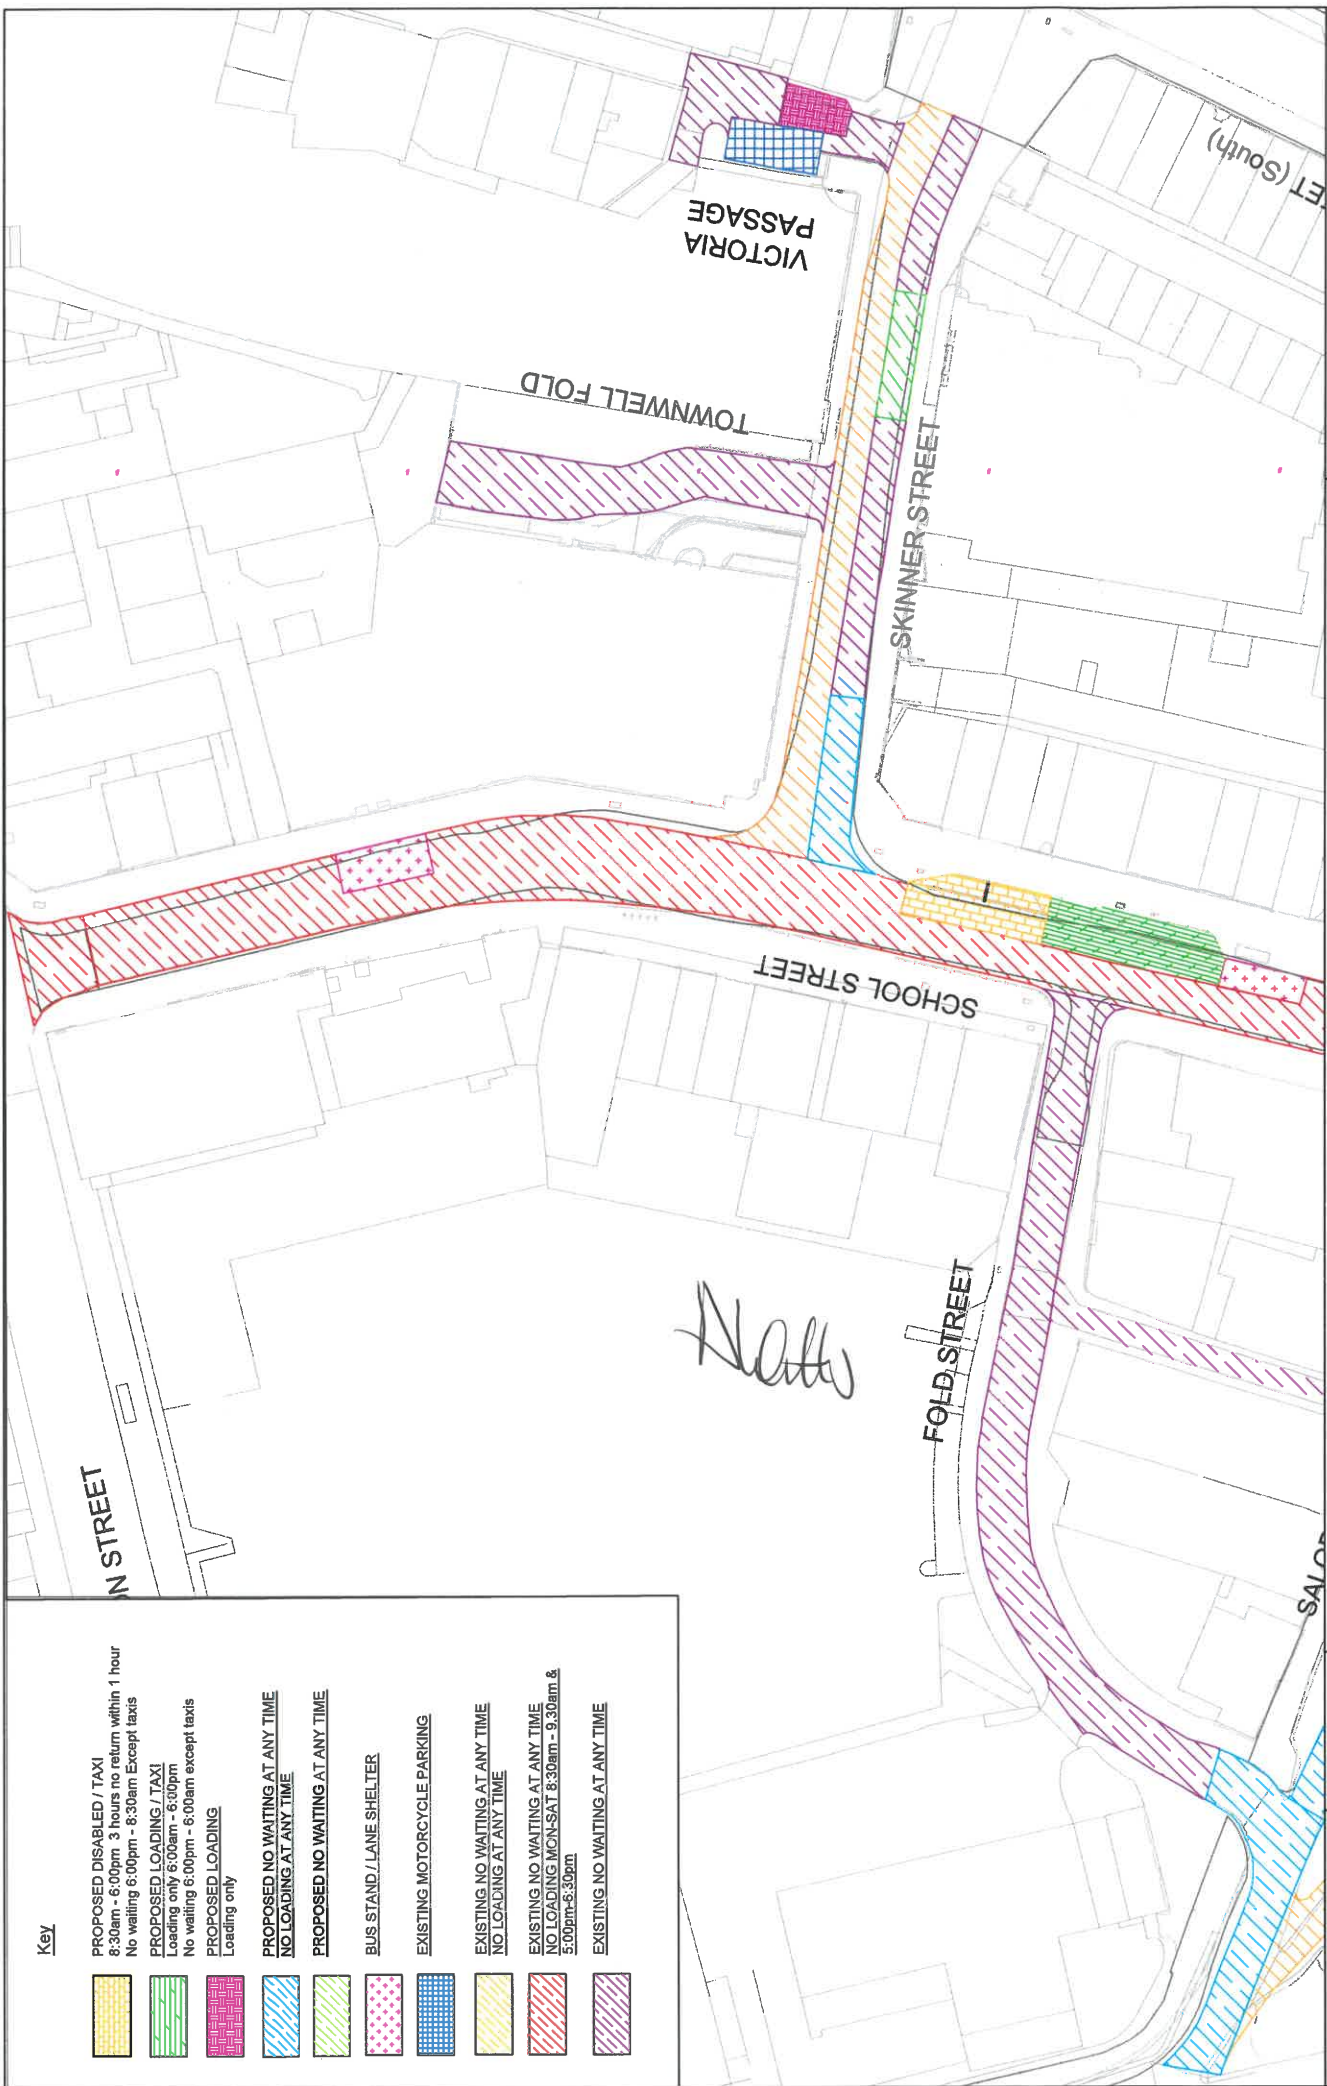 Key
PROPOSED DISABLED / TAXI
8:30am - 6:00pm 3 hours no return within 1 hour
No waiting 6:00pm - 8:30am Except taxis
PROPOSED LOADING / TAXI
Loading only 6:00am - 6:00pm
No waiting 6:00pm - 6:00am except taxis
PROPOSED LOADING
Loading only
PROPOSED NO WAITING AT ANY TIME
NO LOADING AT ANY TIME
PROPOSED NO WAITING AT ANY TIME
BUS STAND / LANE SHELTER
EXISTING MOTORCYCLE PARKING
EXISTING NO WAITING AT ANY TIME
NO LOADING AT ANY TIME
EXISTING NO WAITING AT ANY TIME
NO LOADING MON-SAT 8:30am - 9.30am &
5:00pm-6:30pm
EXISTING NO WAITING AT ANY TIME
ON STREET
FOLD STREET
SCHOOL STREET
SKINNER STREET
TOWNWELL FOLD
VICTORIA
PASSAGE
ET (South)